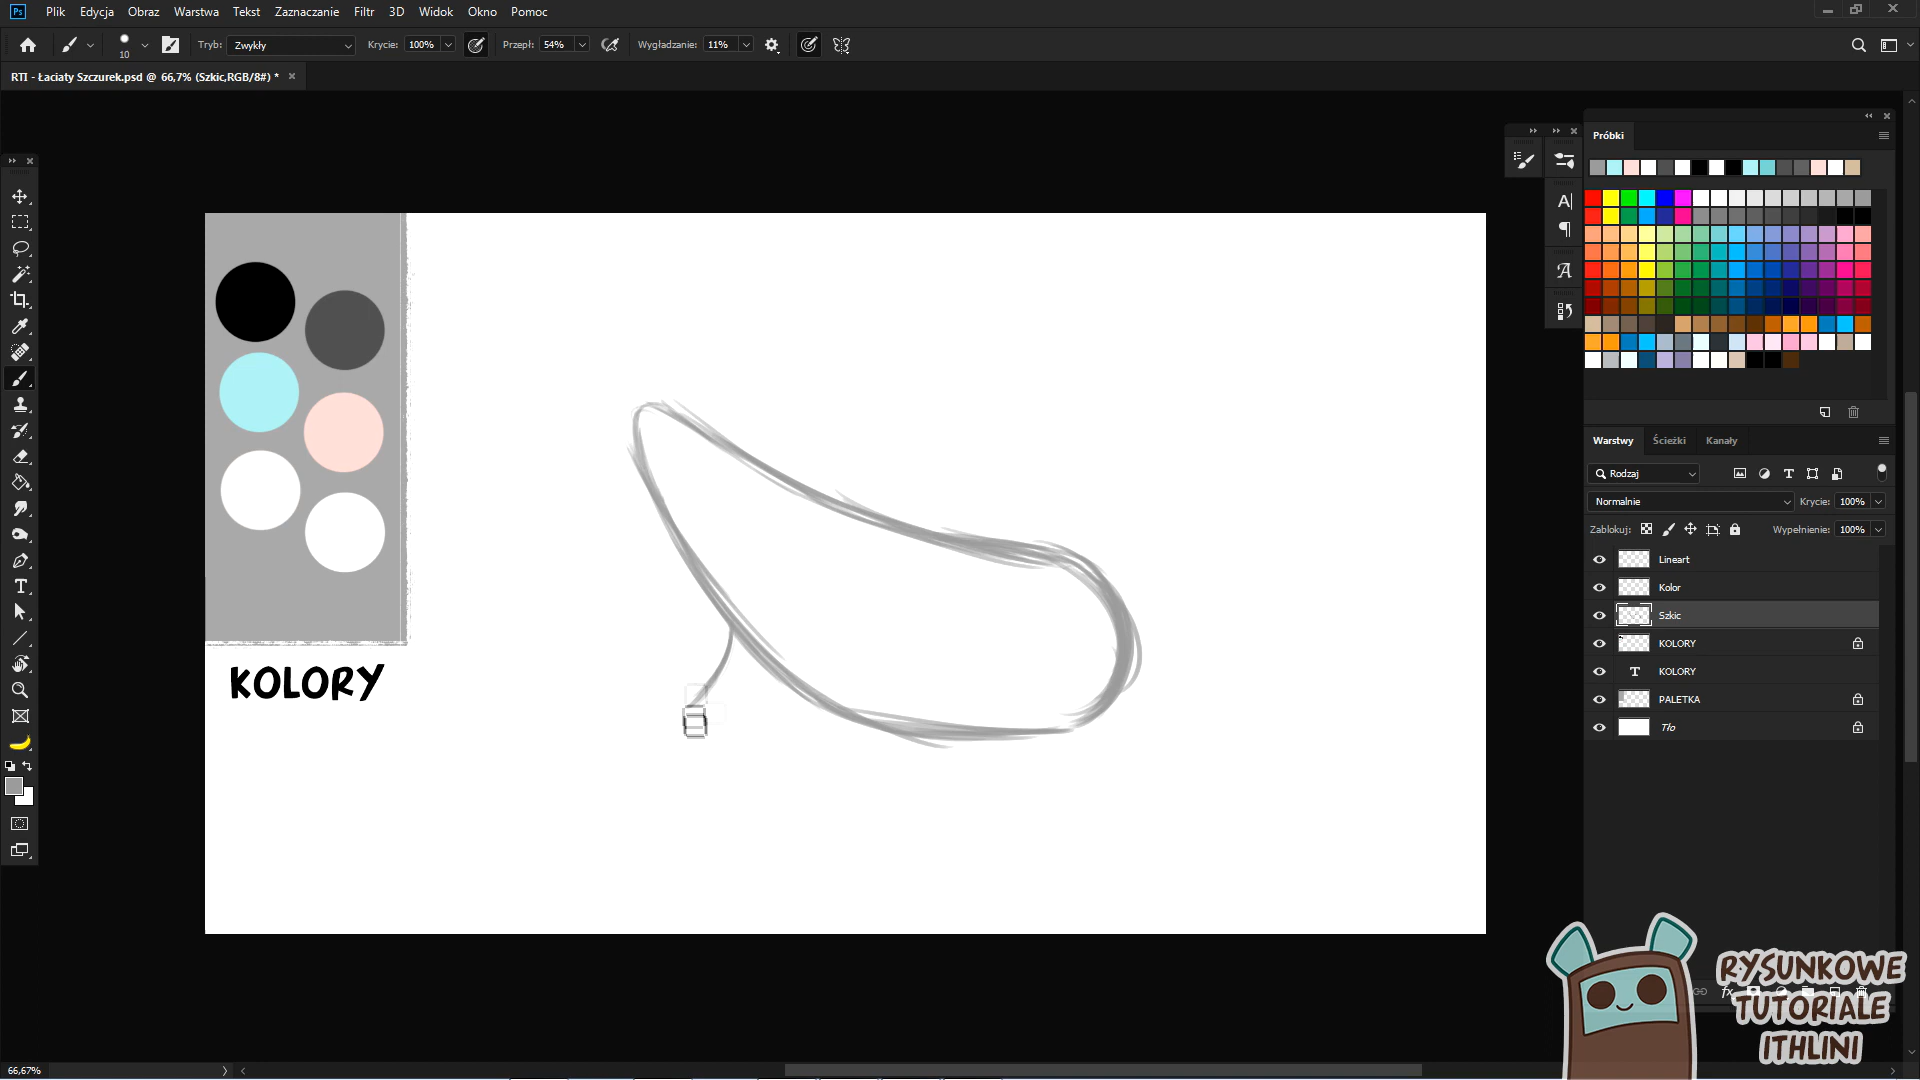 Plik Edycja Obraz Warstwa Tekst Zaznaczanie Filtr 3D Widok Okno Pomoc
10 Tryb: Zwykły Krycie: 100% Przepł: 54% Wygładzanie: 11%
RTI - Łaciaty Szczurek.psd @ 66,7% (Szkic,RGB/8#) *
Próbki
KOLORY
Warstwy Ścieżki Kanały
Rodzaj
Normalnie Krycie: 100%
Zablokuj: Wypełnienie: 100%
Lineart
Kolor
Szkic
KOLORY
KOLORY
PALETKA
Tło
RYSUNKOWE
TUTORIALE
ITHLINI
66,67%